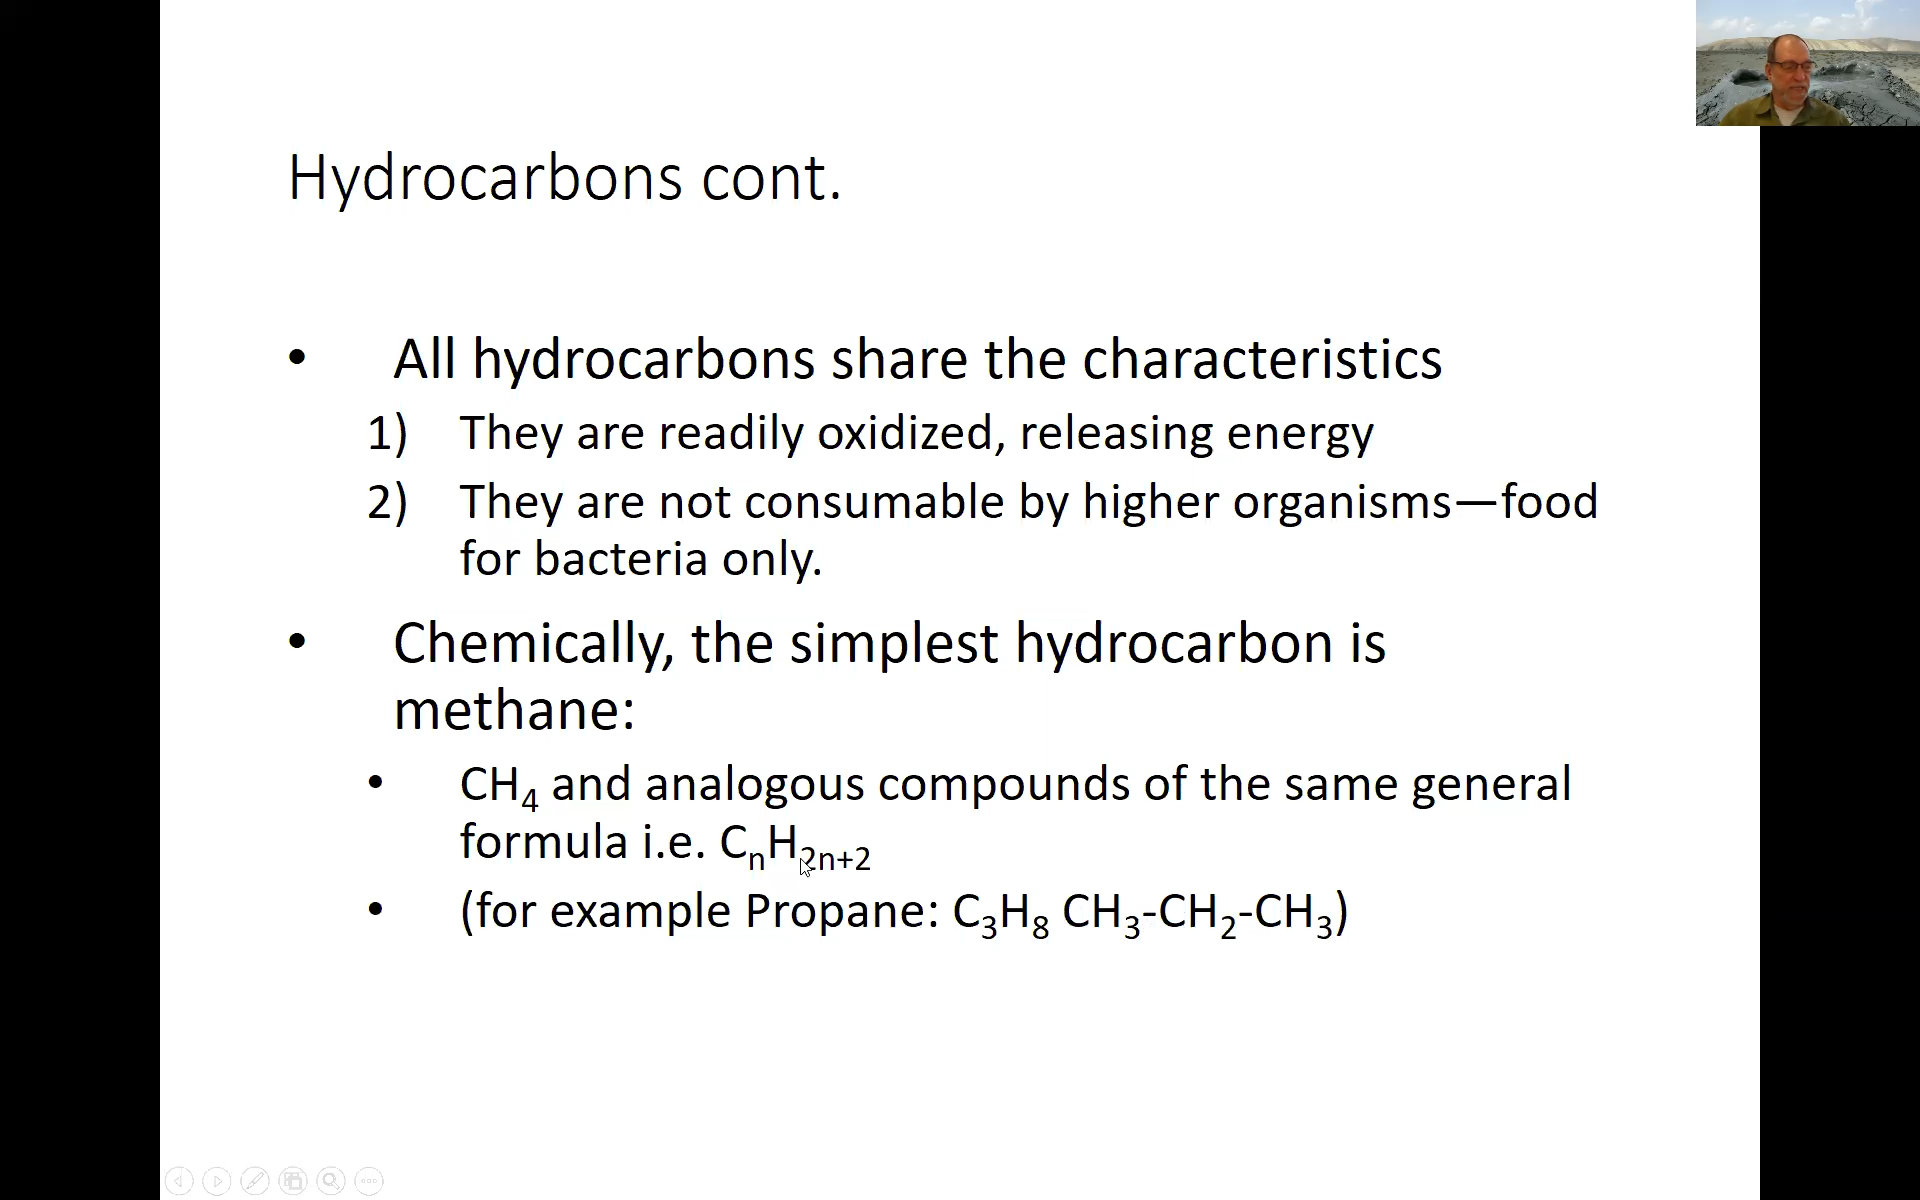 Hydrocarbons cont.
• All hydrocarbons share the characteristics
1) They are readily oxidized, releasing energy
2) They are not consumable by higher organisms—food
for bacteria only.
• Chemically, the simplest hydrocarbon is
methane:
• CH₄ and analogous compounds of the same general
formula i.e. CₙH₂ₙ₊₂
• (for example Propane: C₃H₈ CH₃-CH₂-CH₃)